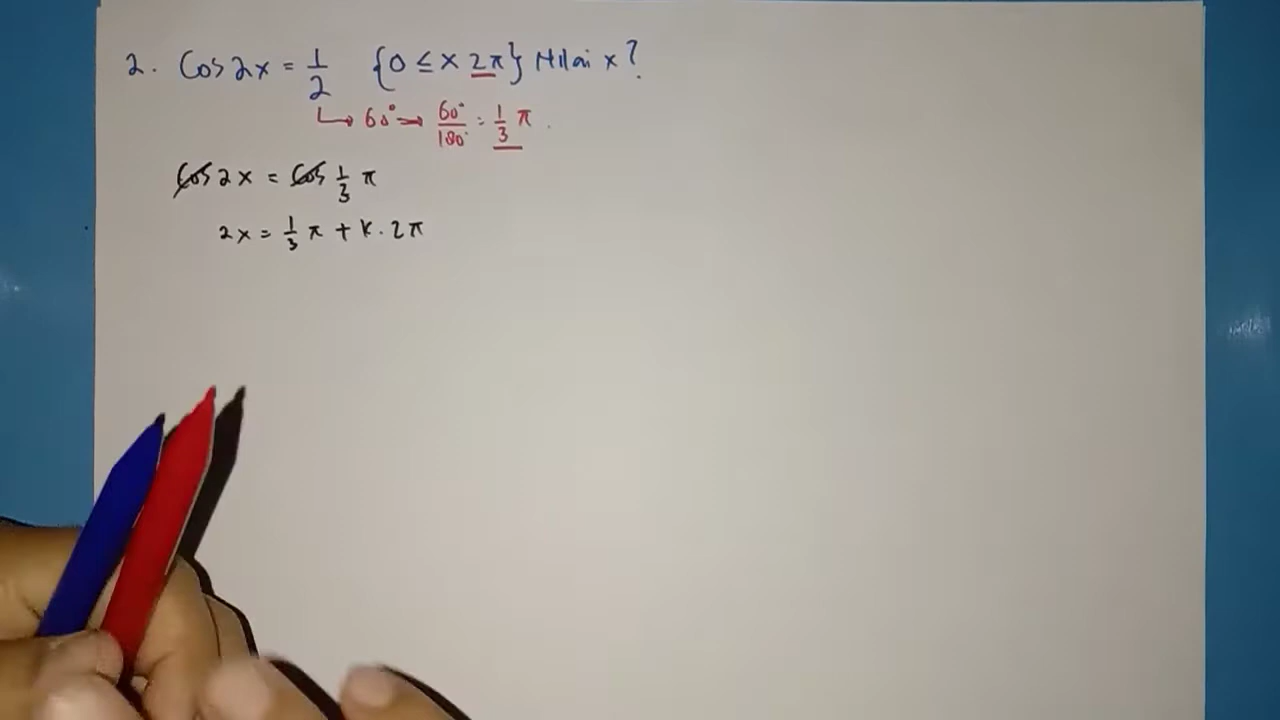 2. Cos 2x = 1/2 {0 ≤ x 2π} Nilai x?
↳ 60° → 60°/180° = 1/3 π
Cos 2x = Cos 1/3 π
2x = 1/3 π + k . 2π